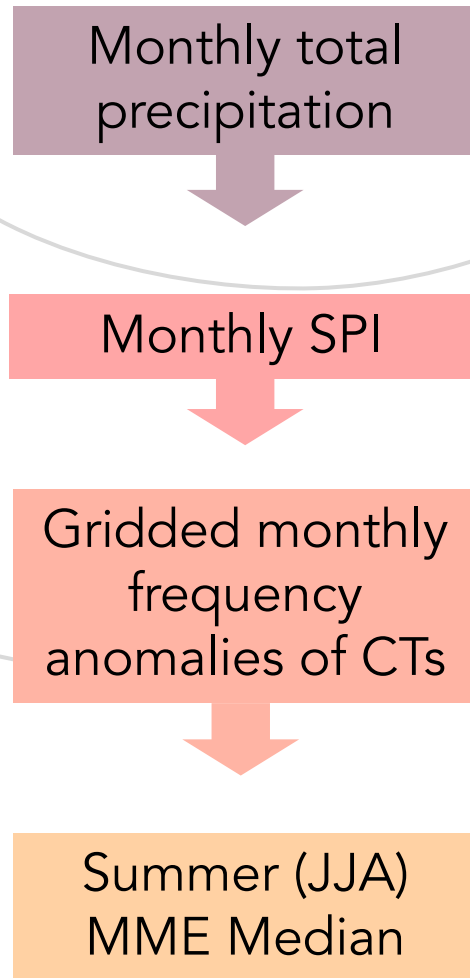 Monthly total
precipitation
Monthly SPI
Gridded monthly
frequency
anomalies of CTs
Summer (JJA)
MME Median